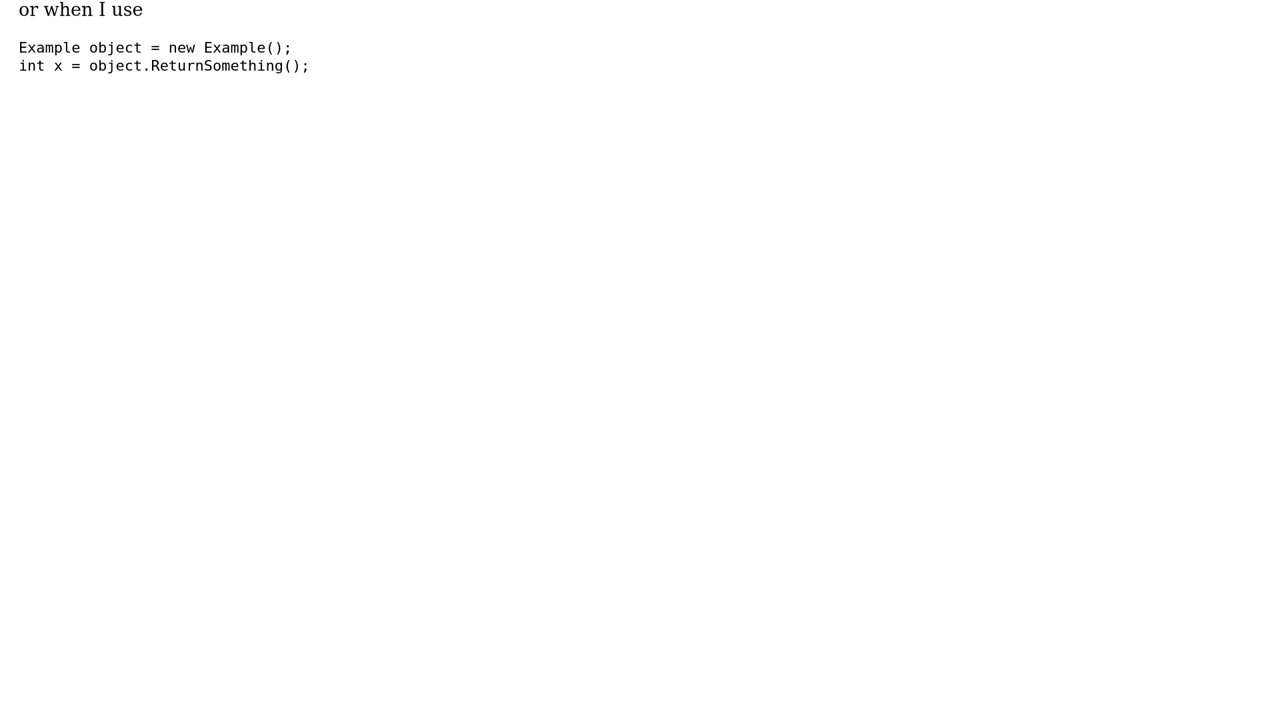 or when I use
Example object = new Example();
int x = object.ReturnSomething();